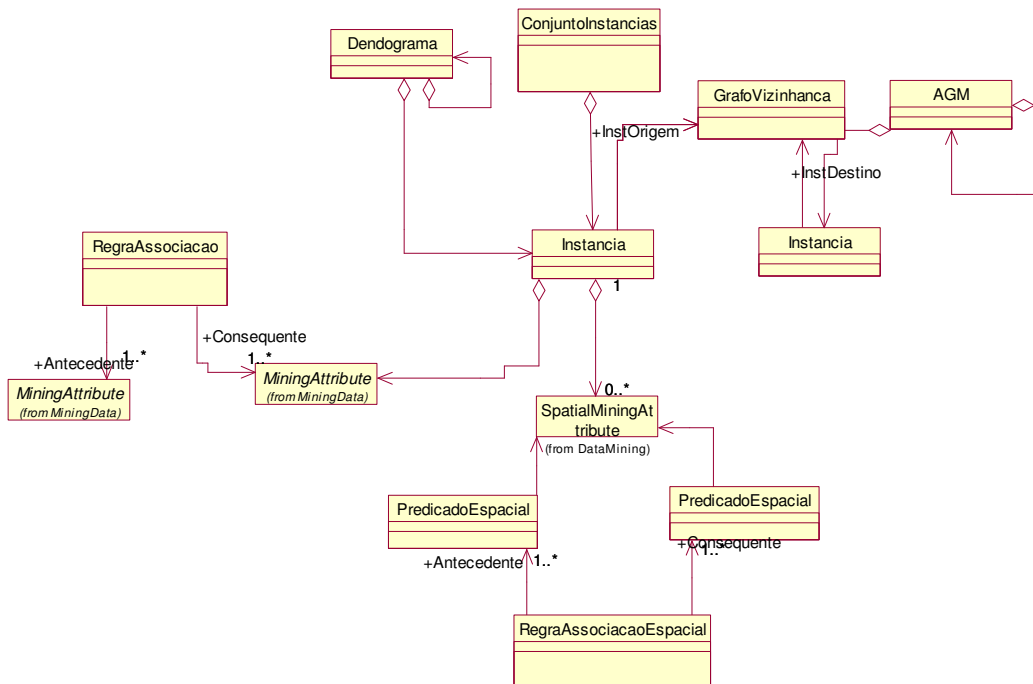 ConjuntoInstancias
Dendograma
GrafoVizinhanca
AGM
+InstOrigem
+InstDestino
RegraAssociacao
Instancia
Instancia
1
+Consequente
+Antecedente
1..*
1..*
MiningAttribute
(from MiningData)
MiningAttribute
(from MiningData)
0..*
SpatialMiningAt
tribute
(from DataMining)
PredicadoEspacial
PredicadoEspacial
+Consequente
1..*
+Antecedente
1..*
RegraAssociacaoEspacial